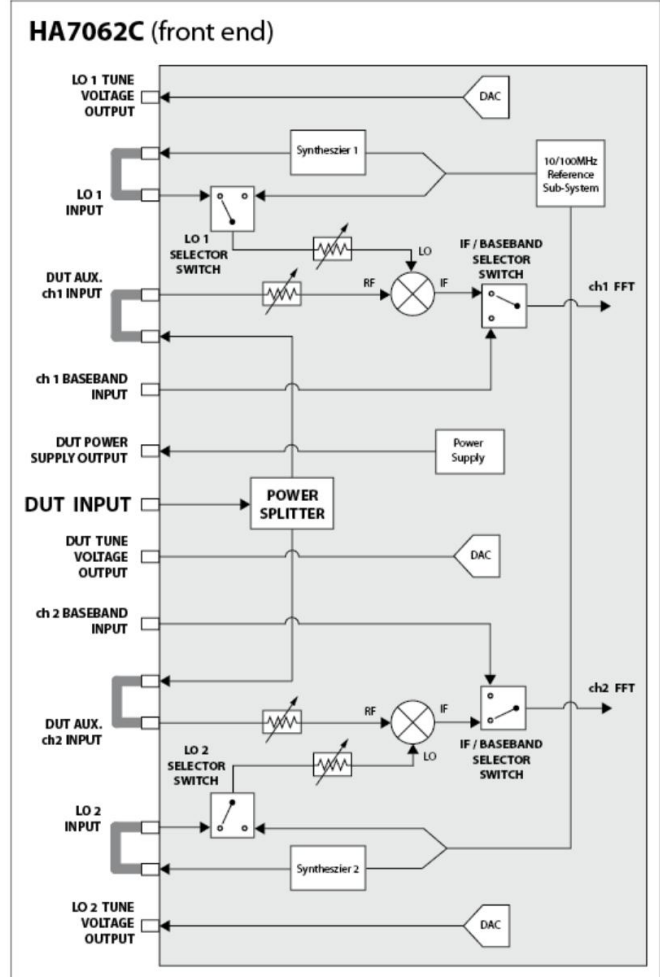 HA7062C (front end)
LO 1 TUNE
VOLTAGE
OUTPUT
DAC
Syntheszier 1
10/100MHz
Reference
Sub-System
LO 1
INPUT
LO 1
SELECTOR
SWITCH
LO
IF / BASEBAND
SELECTOR
SWITCH
DUT AUX.
ch1 INPUT
RF
IF
ch1 FFT
ch 1 BASEBAND
INPUT
DUT POWER
SUPPLY OUTPUT
Power
Supply
DUT INPUT
POWER
SPLITTER
DUT TUNE
VOLTAGE
OUTPUT
DAC
ch 2 BASEBAND
INPUT
ch2 FFT
DUT AUX.
ch2 INPUT
RF
IF
LO
IF / BASEBAND
SELECTOR
SWITCH
LO 2
SELECTOR
SWITCH
LO 2
INPUT
Syntheszier 2
LO 2 TUNE
VOLTAGE
OUTPUT
DAC